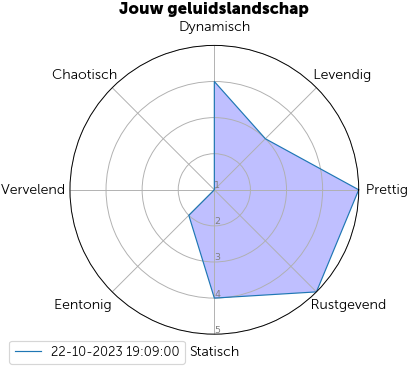 Jouw geluidslandschap
Dynamisch
Chaotisch
Levendig
Vervelend
1
Prettig
2
3
4
Eentonig
Rustgevend
5
22-10-2023 19:09:00
Statisch